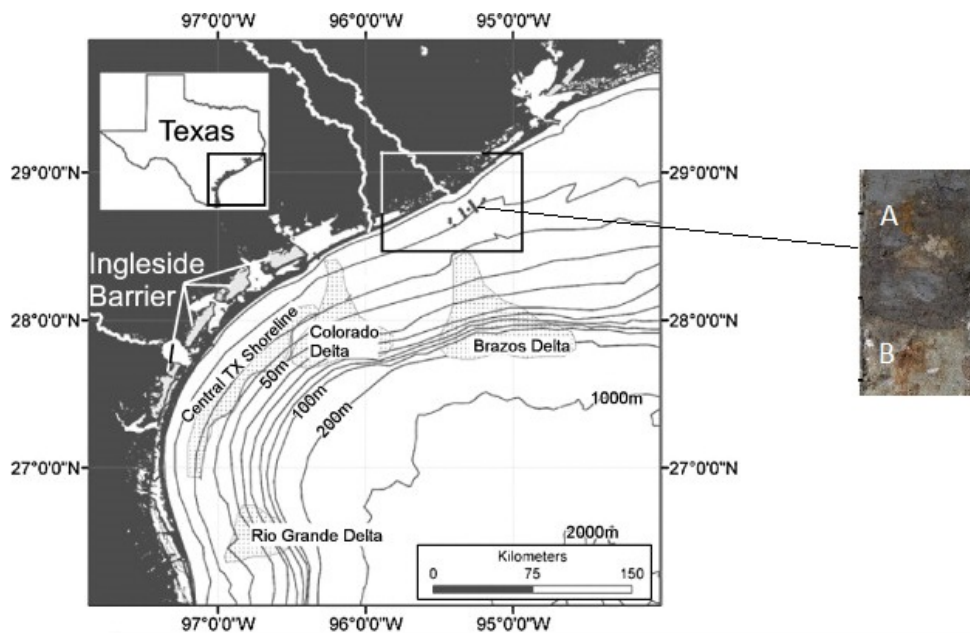 97°0'0"W 96°0'0"W 95°0'0"W
Texas
29°0'0"N 29°0'0"N
A
Ingleside
Barrier
28°0'0"N 28°0'0"N
Central TX Shoreline
Colorado
Delta
Brazos Delta
B
50m
100m
200m
1000m
27°0'0"N 27°0'0"N
Rio Grande Delta
2000m
Kilometers
0 75 150
97°0'0"W 96°0'0"W 95°0'0"W